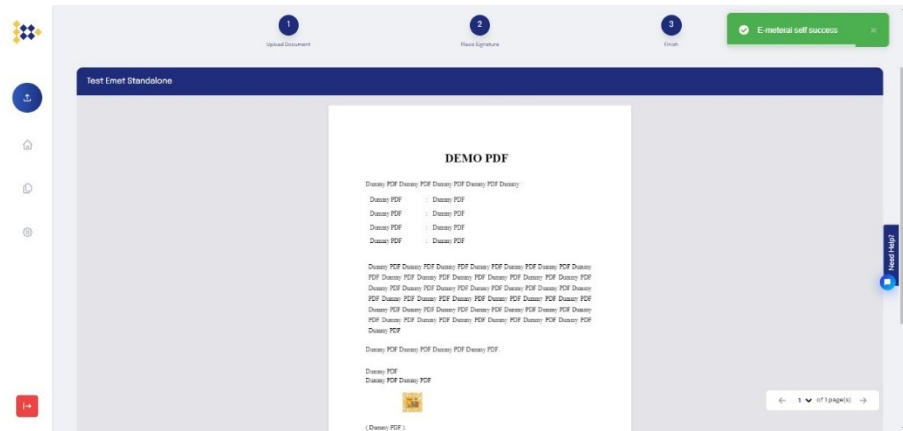 1
2
3
Upload Document
Place Signature
Finish
E-meterai self success
Test Emet Standalone
DEMO PDF
Dummy PDF Dummy PDF Dummy PDF Dummy PDF Dummy
Dummy PDF : Dummy PDF
Dummy PDF : Dummy PDF
Dummy PDF : Dummy PDF
Dummy PDF : Dummy PDF
Dummy PDF Dummy PDF Dummy PDF Dummy PDF Dummy PDF Dummy PDF Dummy
PDF Dummy PDF Dummy PDF Dummy PDF Dummy PDF Dummy PDF Dummy PDF
Dummy PDF Dummy PDF Dummy PDF Dummy PDF Dummy PDF Dummy PDF Dummy
PDF Dummy PDF Dummy PDF Dummy PDF Dummy PDF Dummy PDF Dummy PDF
Dummy PDF Dummy PDF Dummy PDF Dummy PDF Dummy PDF Dummy PDF Dummy
PDF Dummy PDF Dummy PDF Dummy PDF Dummy PDF Dummy PDF Dummy PDF
Dummy PDF
Dummy PDF Dummy PDF Dummy PDF Dummy PDF.
Dummy PDF
Dummy PDF Dummy PDF
( Dummy PDF )
Need Help?
1 of 1 page(s)